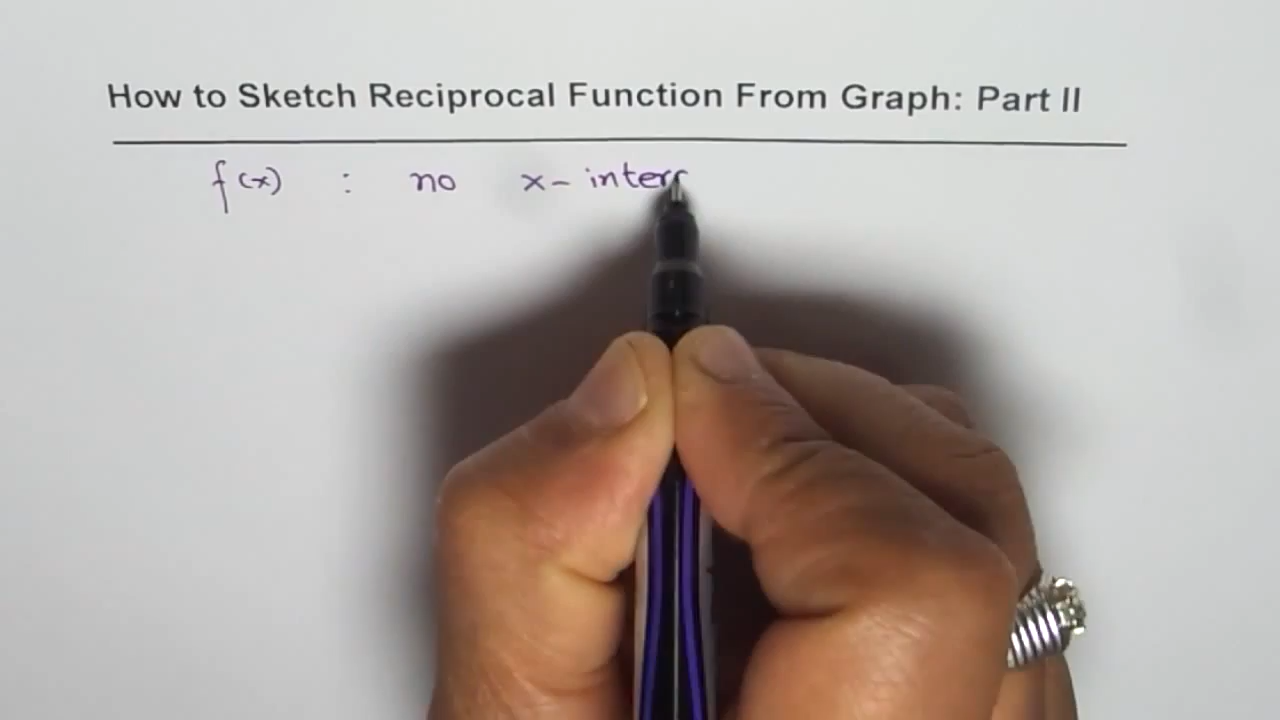 How to Sketch Reciprocal Function From Graph: Part II
f(x) : no x- inter